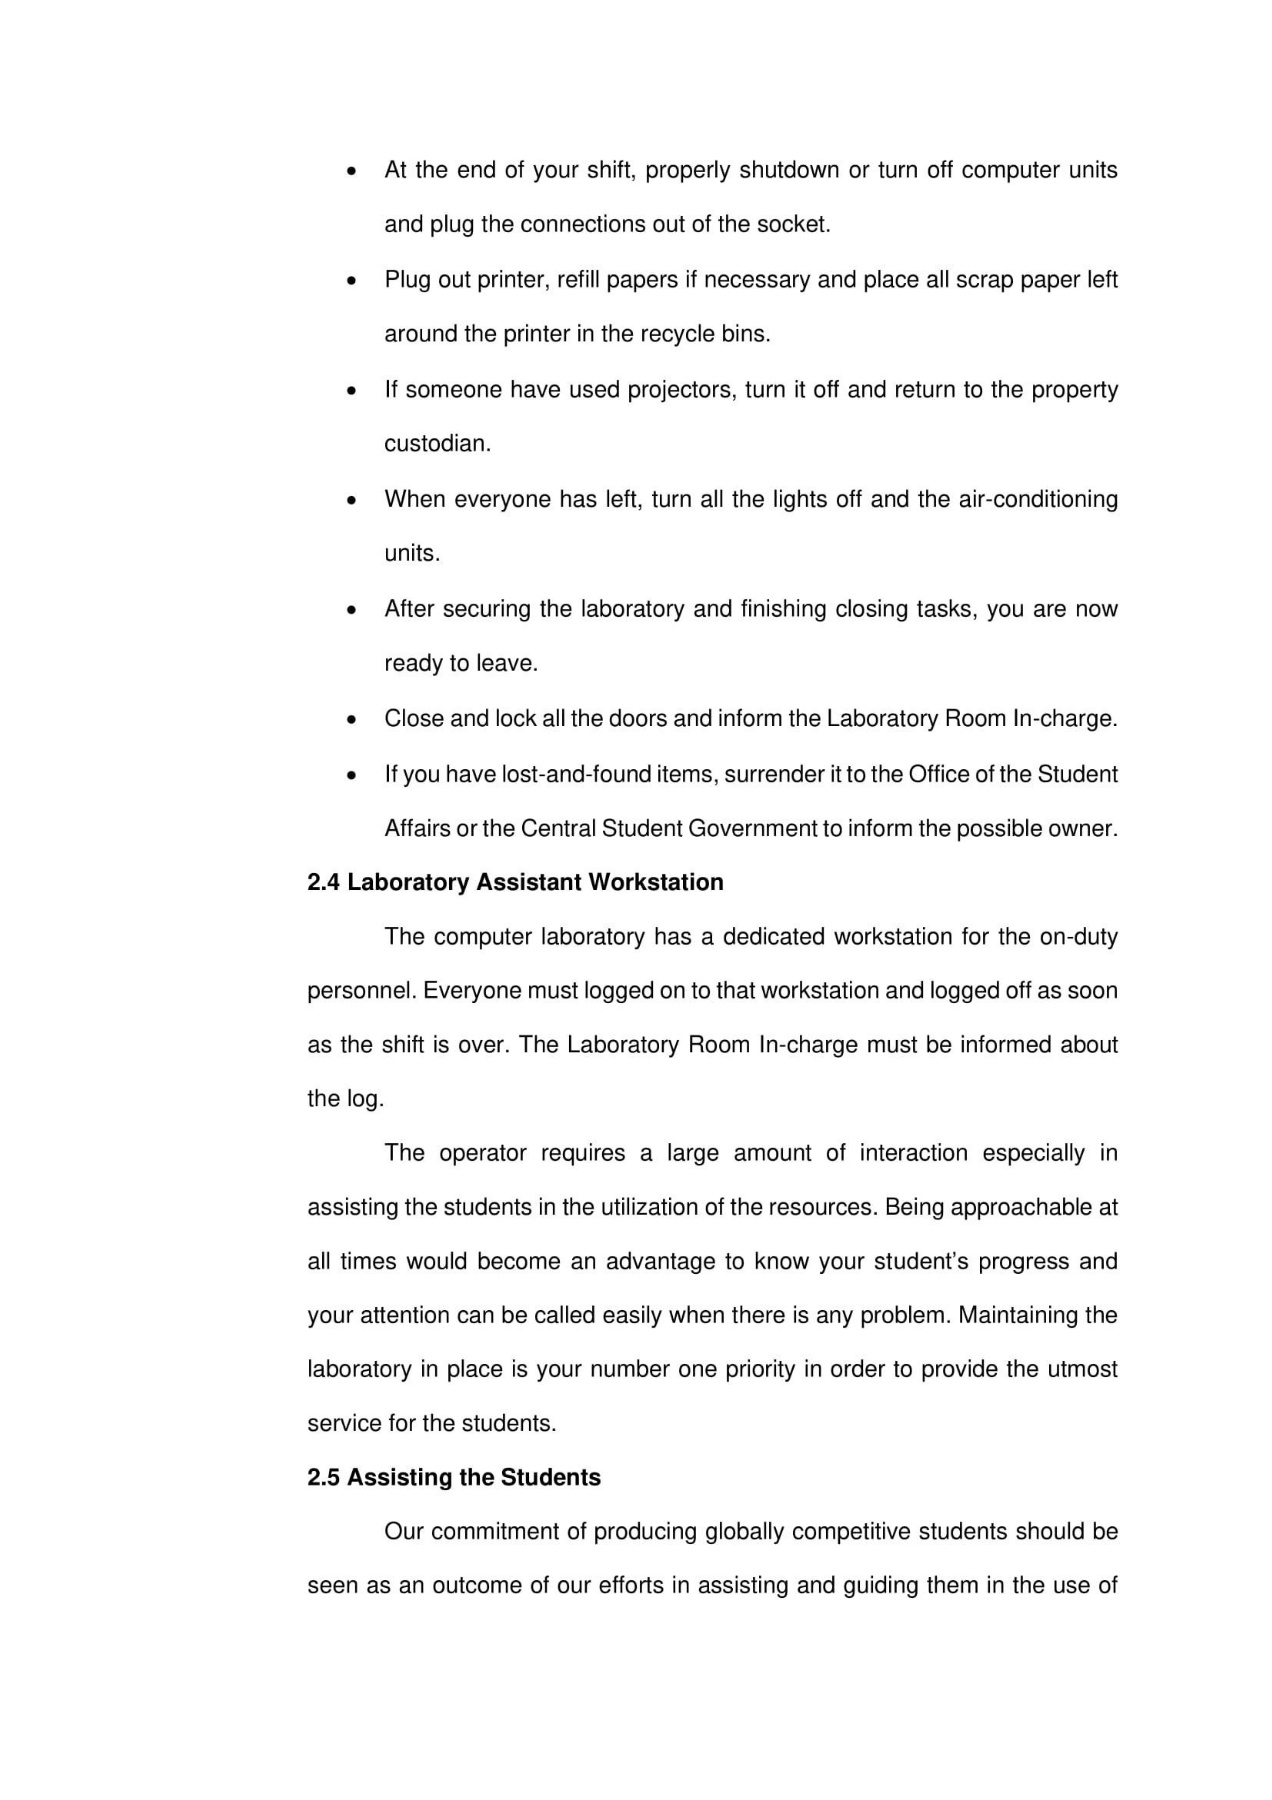 • At the end of your shift, properly shutdown or turn off computer units
and plug the connections out of the socket.
• Plug out printer, refill papers if necessary and place all scrap paper left
around the printer in the recycle bins.
• If someone have used projectors, turn it off and return to the property
custodian.
• When everyone has left, turn all the lights off and the air-conditioning
units.
• After securing the laboratory and finishing closing tasks, you are now
ready to leave.
• Close and lock all the doors and inform the Laboratory Room In-charge.
• If you have lost-and-found items, surrender it to the Office of the Student
Affairs or the Central Student Government to inform the possible owner.
2.4 Laboratory Assistant Workstation
The computer laboratory has a dedicated workstation for the on-duty
personnel. Everyone must logged on to that workstation and logged off as soon
as the shift is over. The Laboratory Room In-charge must be informed about
the log.
The operator requires a large amount of interaction especially in
assisting the students in the utilization of the resources. Being approachable at
all times would become an advantage to know your student’s progress and
your attention can be called easily when there is any problem. Maintaining the
laboratory in place is your number one priority in order to provide the utmost
service for the students.
2.5 Assisting the Students
Our commitment of producing globally competitive students should be
seen as an outcome of our efforts in assisting and guiding them in the use of